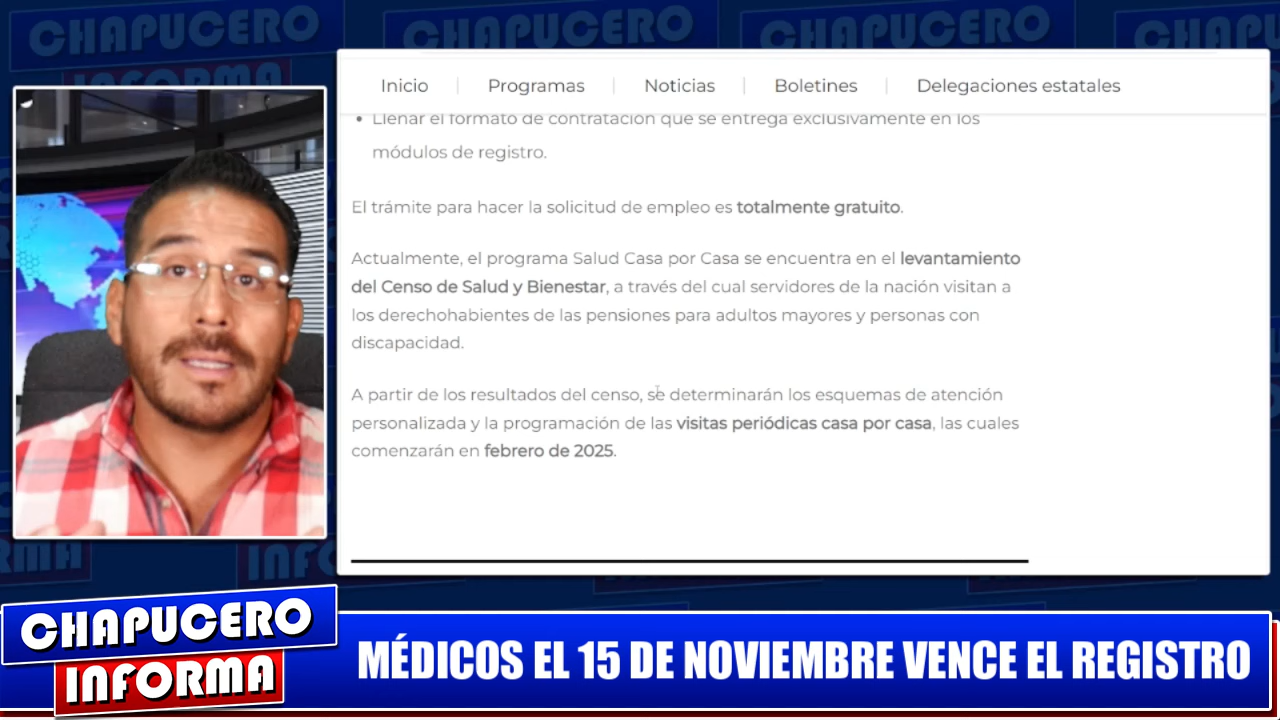 CHAPUCERO CHAPUCERO CHAPUCERO CHAPUCERO
INFORMA
Inicio | Programas | Noticias | Boletines | Delegaciones estatales
• Llenar el formato de contratación que se entrega exclusivamente en los
módulos de registro.
El trámite para hacer la solicitud de empleo es totalmente gratuito.
Actualmente, el programa Salud Casa por Casa se encuentra en el levantamiento
del Censo de Salud y Bienestar, a través del cual servidores de la nación visitan a
los derechohabientes de las pensiones para adultos mayores y personas con
discapacidad.
A partir de los resultados del censo, se determinarán los esquemas de atención
personalizada y la programación de las visitas periódicas casa por casa, las cuales
comenzarán en febrero de 2025.
CHAPUCERO
INFORMA
MÉDICOS EL 15 DE NOVIEMBRE VENCE EL REGISTRO